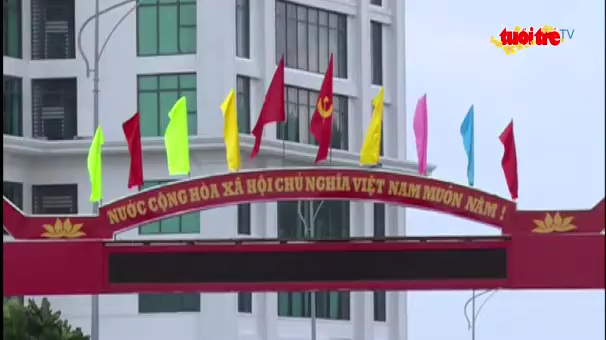 tuổi trẻ TV
NƯỚC CỘNG HÒA XÃ HỘI CHỦ NGHĨA VIỆT NAM MUÔN NĂM !